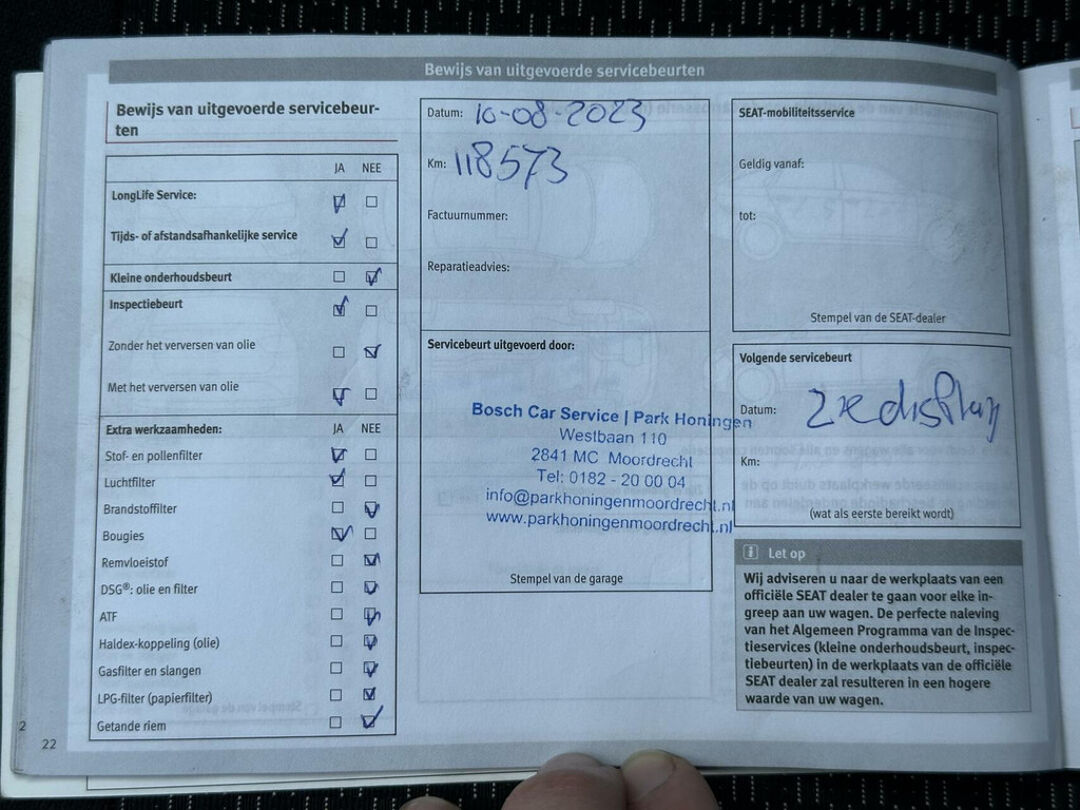 Bewijs van uitgevoerde servicebeurten
Bewijs van uitgevoerde servicebeur-
ten
JA NEE
LongLife Service:
Tijds- of afstandsafhankelijke service
Kleine onderhoudsbeurt
Inspectiebeurt
Zonder het verversen van olie
Met het verversen van olie
Extra werkzaamheden: JA NEE
Stof- en pollenfilter
Luchtfilter
Brandstoffilter
Bougies
Remvloeistof
DSG®: olie en filter
ATF
Haldex-koppeling (olie)
Gasfilter en slangen
LPG-filter (papierfilter)
Getande riem
22
2
Datum: 10-08-2023
Km: 118573
Factuurnummer:
Reparatieadvies:
Servicebeurt uitgevoerd door:
Bosch Car Service | Park Honingen
Westbaan 110
2841 MC Moordrecht
Tel: 0182 - 20 00 04
info@parkhoningenmoordrecht.nl
www.parkhoningenmoordrecht.nl
Stempel van de garage
SEAT-mobiliteitsservice
Geldig vanaf:
tot:
Stempel van de SEAT-dealer
Volgende servicebeurt
Datum: Zie display
Km:
(wat als eerste bereikt wordt)
i Let op
Wij adviseren u naar de werkplaats van een
officiële SEAT dealer te gaan voor elke in-
greep aan uw wagen. De perfecte naleving
van het Algemeen Programma van de Inspec-
tieservices (kleine onderhoudsbeurt, inspec-
tiebeurten) in de werkplaats van de officiële
SEAT dealer zal resulteren in een hogere
waarde van uw wagen.